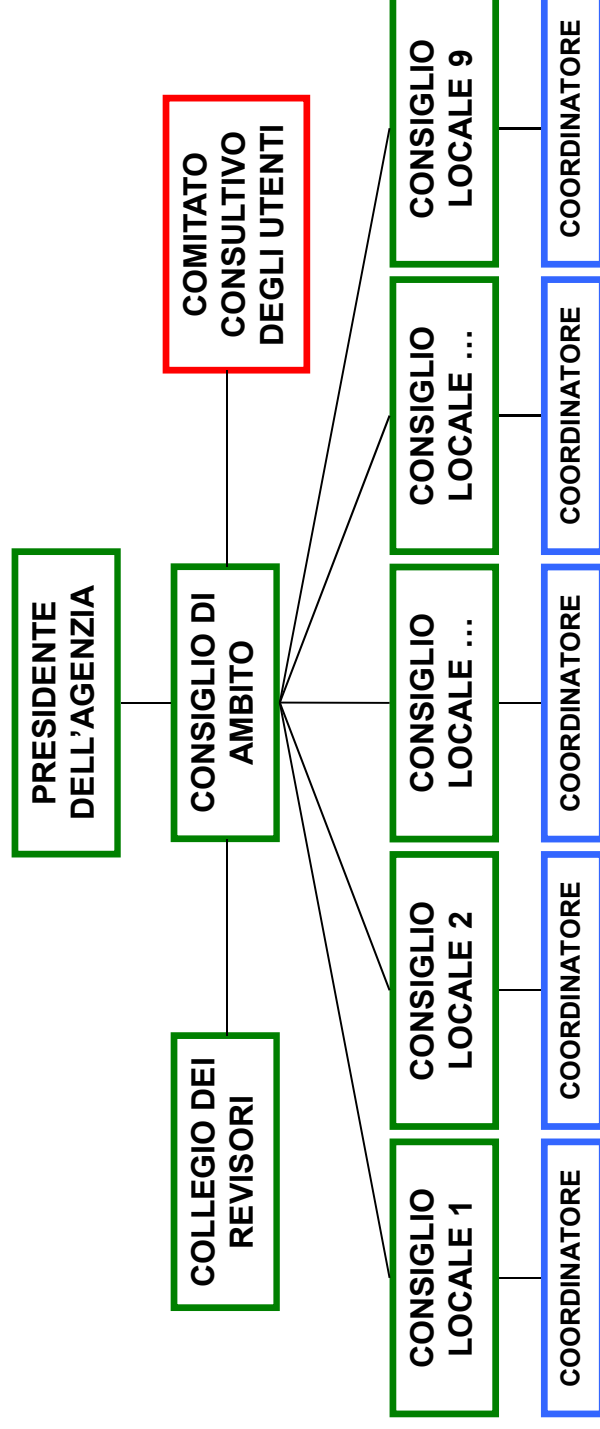 PRESIDENTE
DELL'AGENZIA
COLLEGIO DEI
REVISORI
CONSIGLIO DI
AMBITO
COMITATO
CONSULTIVO
DEGLI UTENTI
CONSIGLIO
LOCALE 1
CONSIGLIO
LOCALE 2
CONSIGLIO
LOCALE ...
CONSIGLIO
LOCALE ...
CONSIGLIO
LOCALE 9
COORDINATORE
COORDINATORE
COORDINATORE
COORDINATORE
COORDINATORE